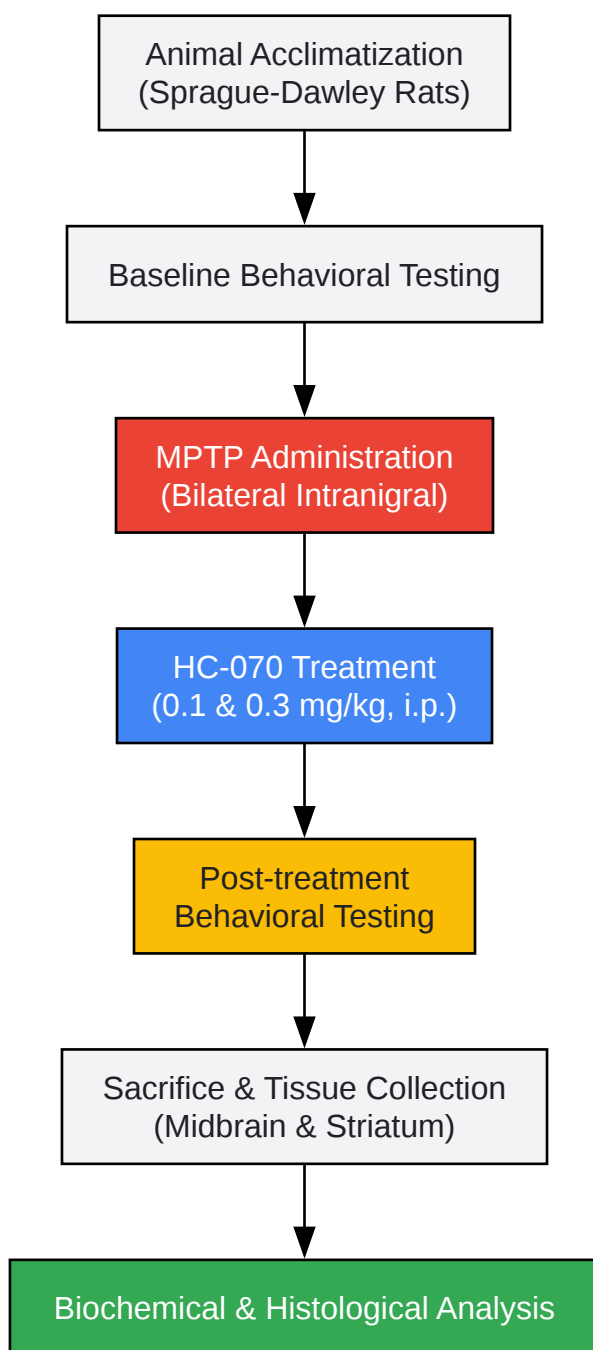 Animal Acclimatization
(Sprague-Dawley Rats)
Baseline Behavioral Testing
MPTP Administration
(Bilateral Intranigral)
HC-070 Treatment
(0.1 & 0.3 mg/kg, i.p.)
Post-treatment
Behavioral Testing
Sacrifice & Tissue Collection
(Midbrain & Striatum)
Biochemical & Histological Analysis